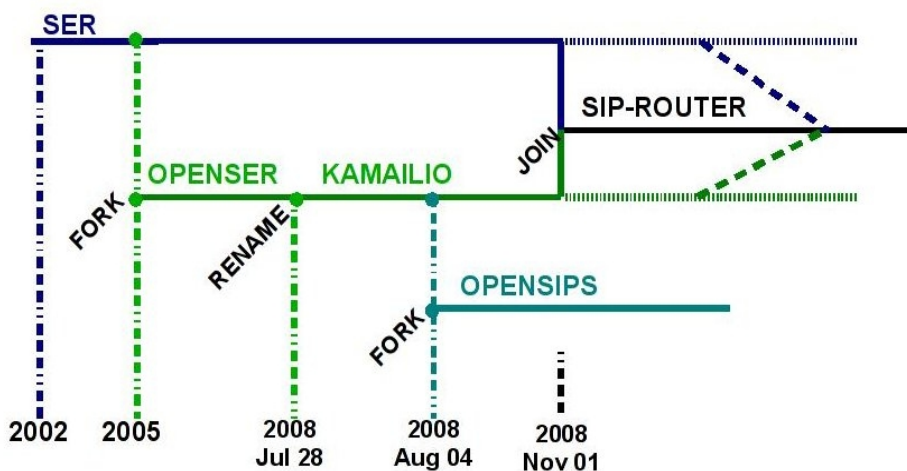 SER
SIP-ROUTER
JOIN
OPENSER
KAMAILIO
FORK
RENAME
OPENSIPS
FORK
2002
2005
2008
Jul 28
2008
Aug 04
2008
Nov 01